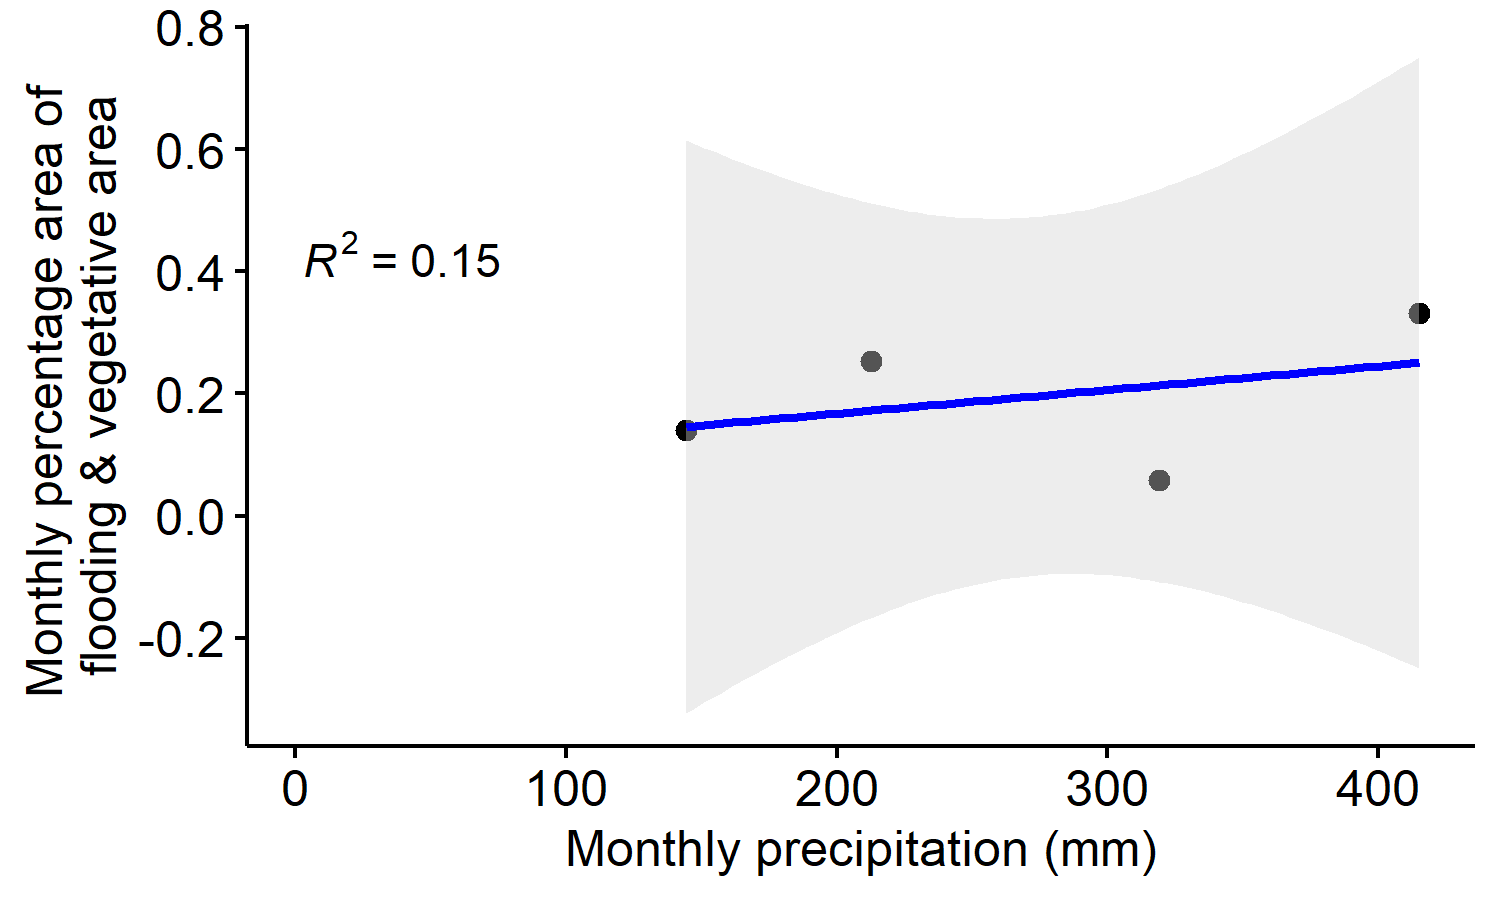 Monthly percentage area of
flooding & vegetative area
0.8
0.6
0.4
0.2
0.0
-0.2
R² = 0.15
0 100 200 300 400
Monthly precipitation (mm)